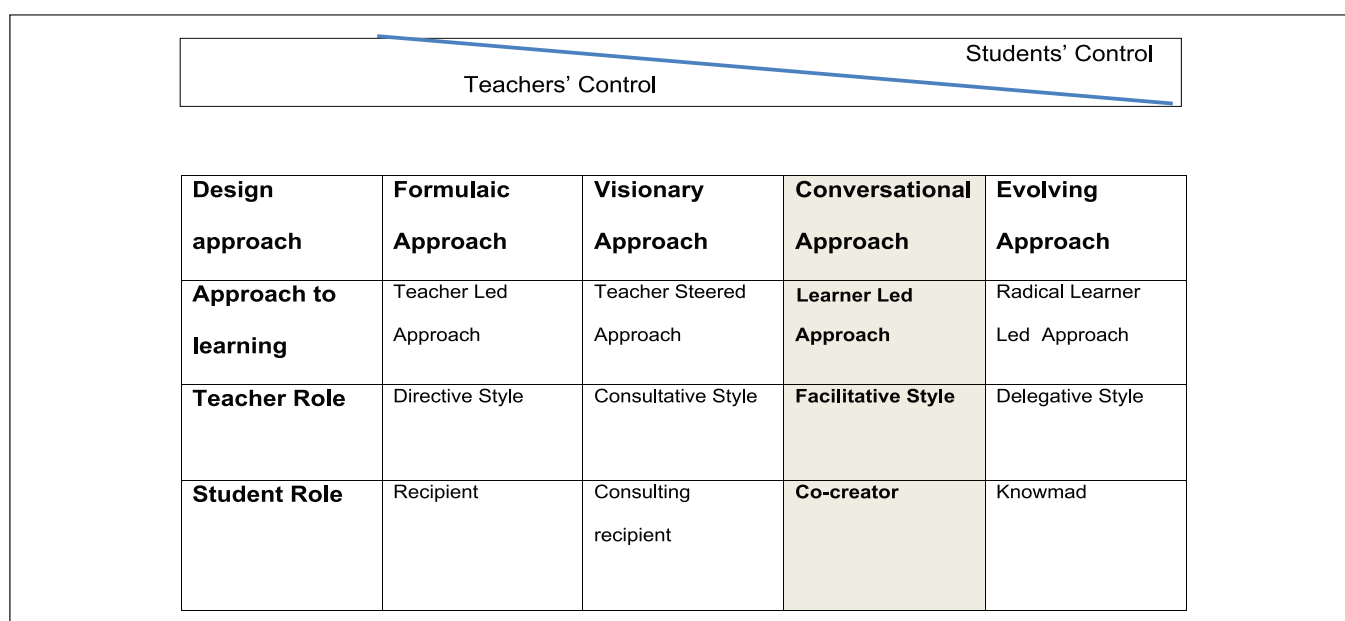 Students' Control
Teachers' Control
Design
approach
Formulaic
Approach
Visionary
Approach
Conversational
Approach
Evolving
Approach
Approach to
learning
Teacher Led
Approach
Teacher Steered
Approach
Learner Led
Approach
Radical Learner
Led Approach
Teacher Role
Directive Style
Consultative Style
Facilitative Style
Delegative Style
Student Role
Recipient
Consulting
recipient
Co-creator
Knowmad